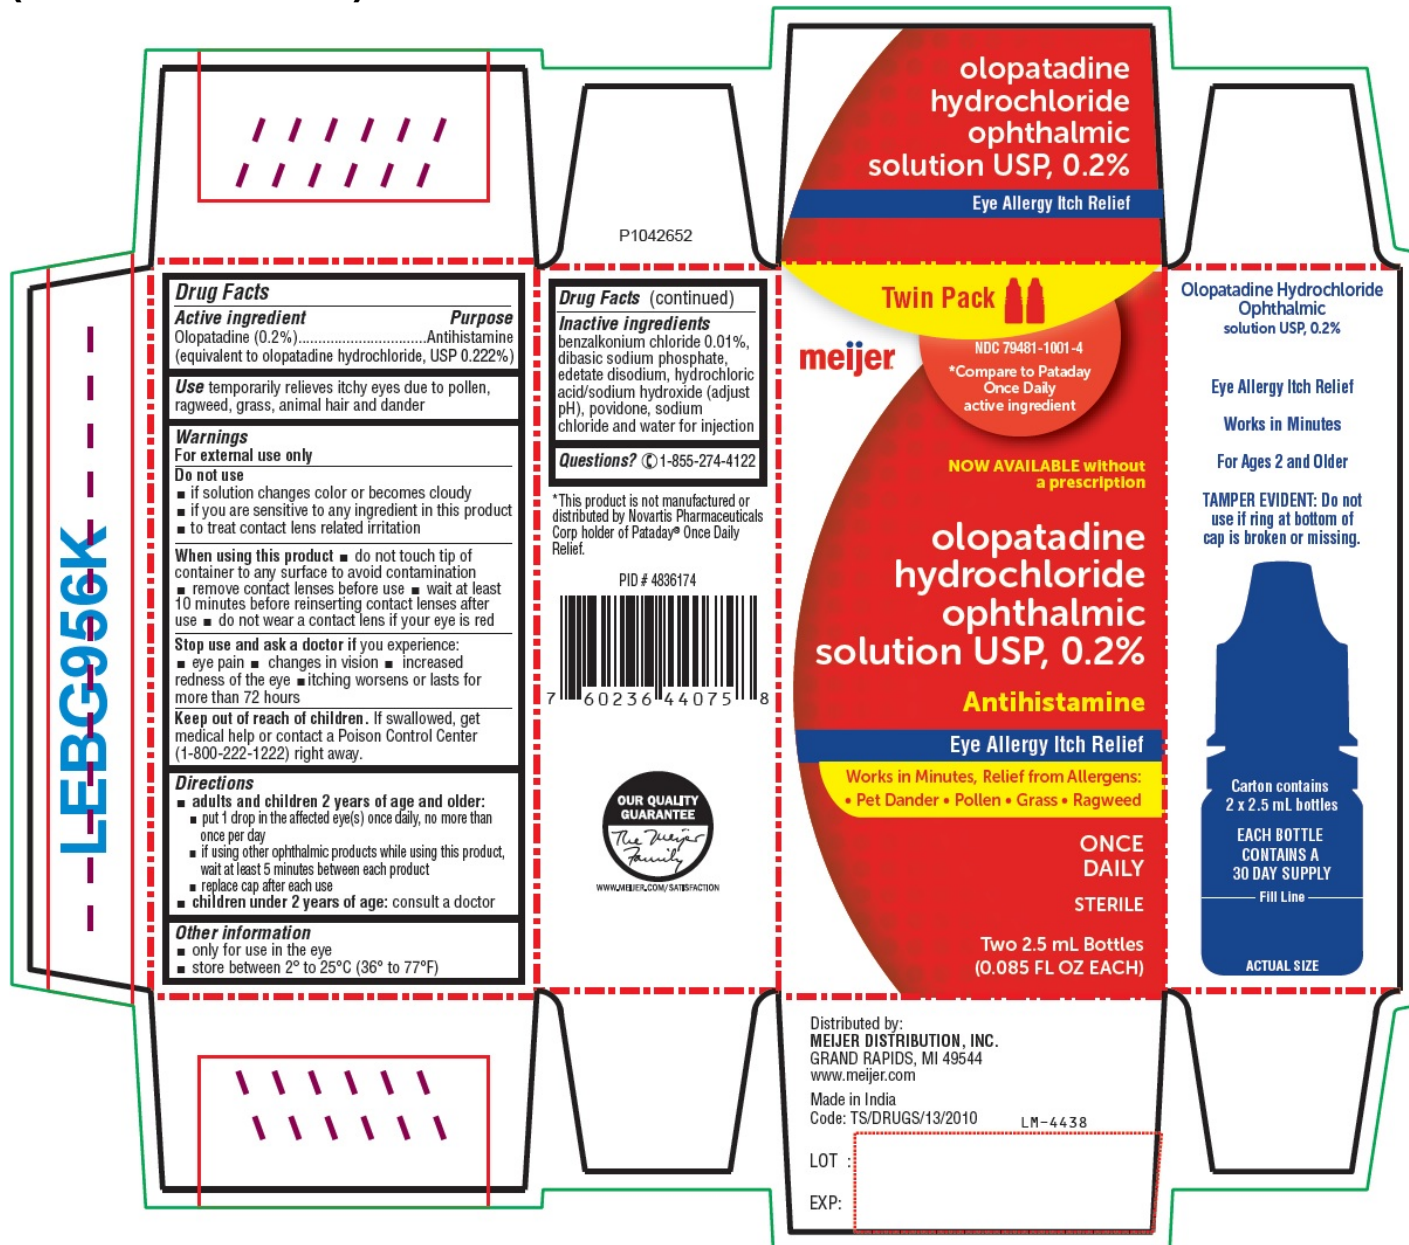 olopatadine
hydrochloride
ophthalmic
solution USP, 0.2%
Eye Allergy Itch Relief
P1042652
LEBG956K
Drug Facts
Active ingredient Purpose
Olopatadine (0.2%)..................................Antihistamine
(equivalent to olopatadine hydrochloride, USP 0.222%)
Use temporarily relieves itchy eyes due to pollen,
ragweed, grass, animal hair and dander
Warnings
For external use only
Do not use
■ if solution changes color or becomes cloudy
■ if you are sensitive to any ingredient in this product
■ to treat contact lens related irritation
When using this product ■ do not touch tip of
container to any surface to avoid contamination
■ remove contact lenses before use ■ wait at least
10 minutes before reinserting contact lenses after
use ■ do not wear a contact lens if your eye is red
Stop use and ask a doctor if you experience:
■ eye pain ■ changes in vision ■ increased
redness of the eye ■ itching worsens or lasts for
more than 72 hours
Keep out of reach of children. If swallowed, get
medical help or contact a Poison Control Center
(1-800-222-1222) right away.
Directions
■ adults and children 2 years of age and older:
■ put 1 drop in the affected eye(s) once daily, no more than
once per day
■ if using other ophthalmic products while using this product,
wait at least 5 minutes between each product
■ replace cap after each use
■ children under 2 years of age: consult a doctor
Other information
■ only for use in the eye
■ store between 2° to 25°C (36° to 77°F)
Drug Facts (continued)
Inactive ingredients
benzalkonium chloride 0.01%,
dibasic sodium phosphate,
edetate disodium, hydrochloric
acid/sodium hydroxide (adjust
pH), povidone, sodium
chloride and water for injection
Questions? ✆ 1-855-274-4122
*This product is not manufactured or
distributed by Novartis Pharmaceuticals
Corp holder of Pataday® Once Daily
Relief.
PID # 4836174
7 60236 44075 8
OUR QUALITY
GUARANTEE
The Meijer
Family
WWW.MEIJER.COM/SATISFACTION
Twin Pack
meijer
NDC 79481-1001-4
*Compare to Pataday
Once Daily
active ingredient
NOW AVAILABLE without
a prescription
olopatadine
hydrochloride
ophthalmic
solution USP, 0.2%
Antihistamine
Eye Allergy Itch Relief
Works in Minutes, Relief from Allergens:
• Pet Dander • Pollen • Grass • Ragweed
ONCE
DAILY
STERILE
Two 2.5 mL Bottles
(0.085 FL OZ EACH)
Distributed by:
MEIJER DISTRIBUTION, INC.
GRAND RAPIDS, MI 49544
www.meijer.com
Made in India
Code: TS/DRUGS/13/2010 LM-4438
LOT :
EXP:
Olopatadine Hydrochloride
Ophthalmic
solution USP, 0.2%
Eye Allergy Itch Relief
Works in Minutes
For Ages 2 and Older
TAMPER EVIDENT: Do not
use if ring at bottom of
cap is broken or missing.
Carton contains
2 x 2.5 mL bottles
EACH BOTTLE
CONTAINS A
30 DAY SUPPLY
Fill Line
ACTUAL SIZE